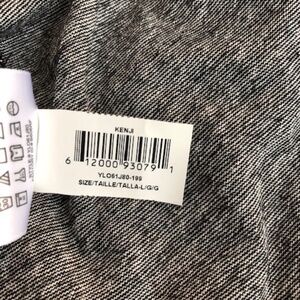 KENJI
6 12000 93079 1
YLO61J80-199
SIZE/TAILLE/TALLA-L/G/G